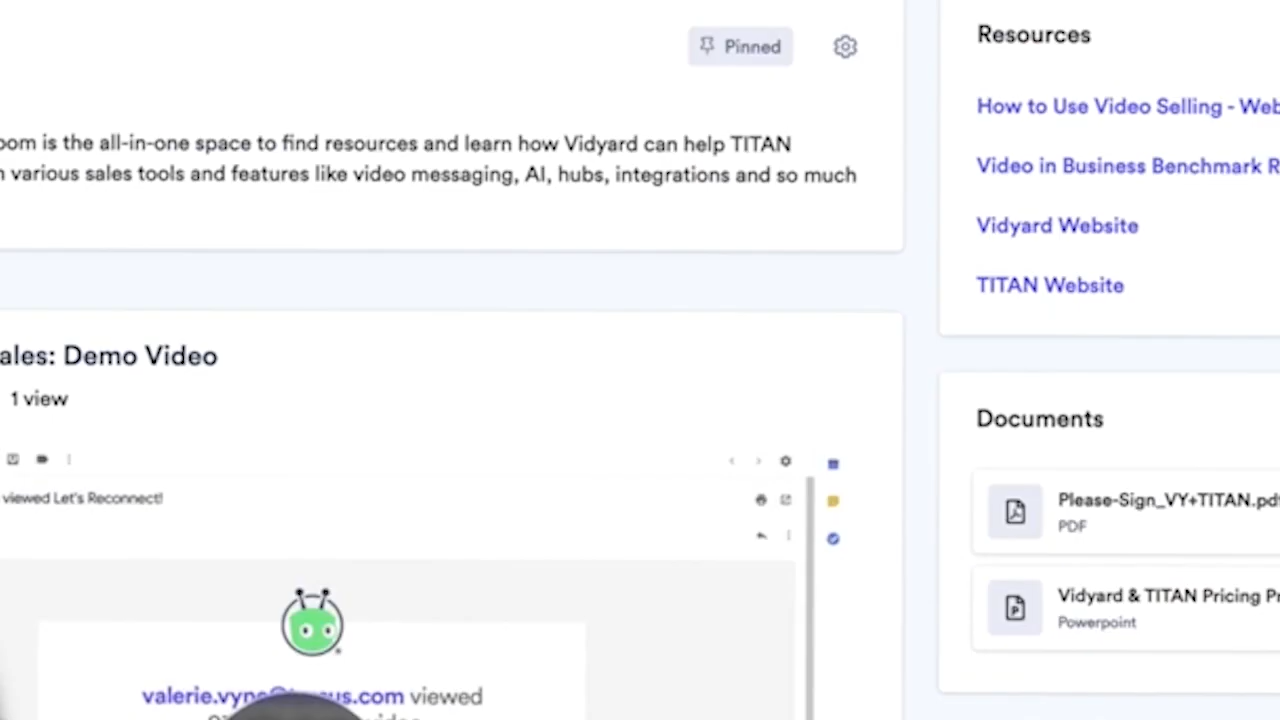 Pinned
oom is the all-in-one space to find resources and learn how Vidyard can help TITAN
n various sales tools and features like video messaging, AI, hubs, integrations and so much
ales: Demo Video
1 view
viewed Let's Reconnect!
viewed
Resources
How to Use Video Selling - Web
Video in Business Benchmark R
Vidyard Website
TITAN Website
Documents
Please-Sign_VY+TITAN.pdf
PDF
Vidyard & TITAN Pricing Pr
Powerpoint